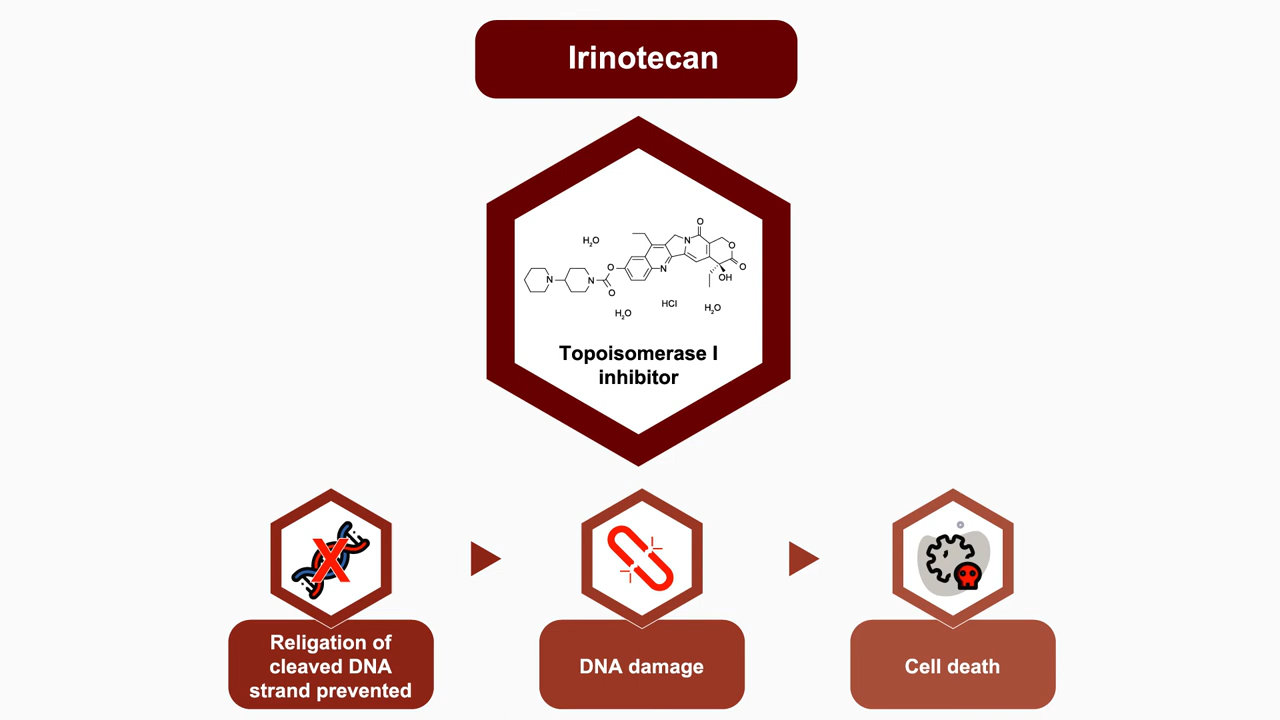 Irinotecan
O
H₂O
N
O
O
O
N
OH
N
N
O
HCl
H₂O
H₂O
Topoisomerase I
inhibitor
X
Religation of
cleaved DNA
strand prevented
DNA damage
Cell death